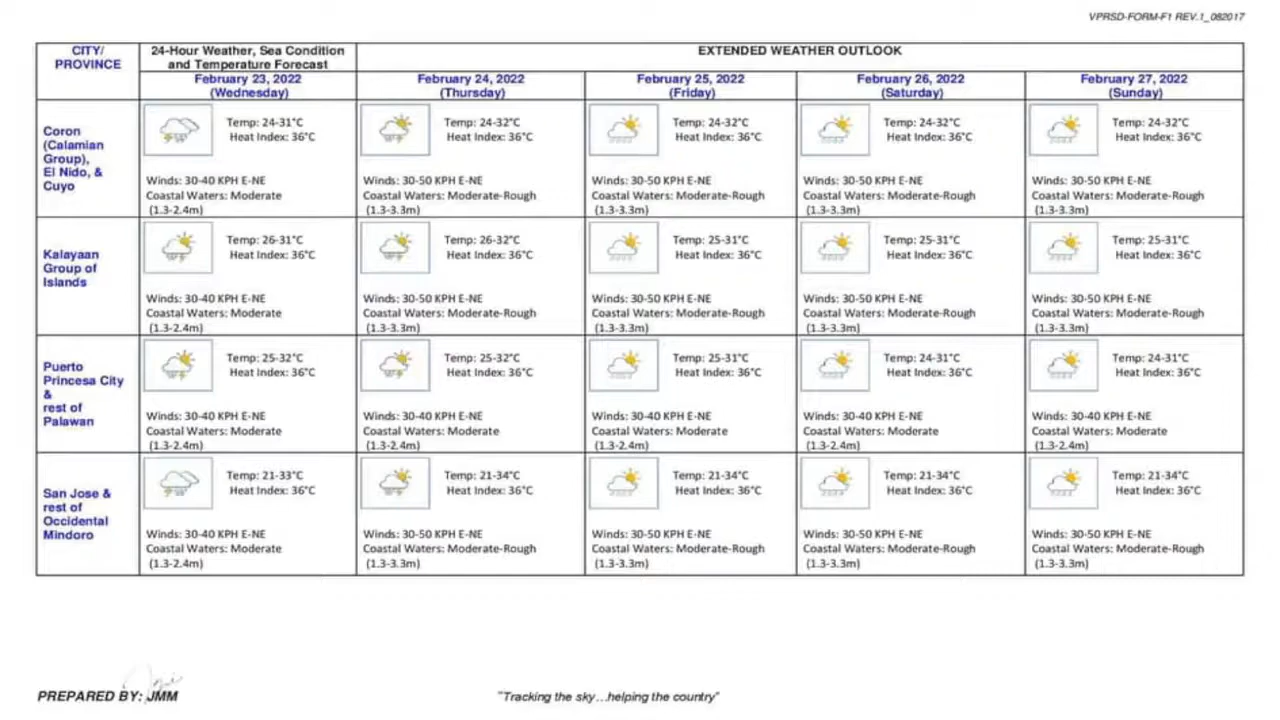 VPRSD-FORM-F1 REV.1_082017
CITY/
PROVINCE
24-Hour Weather, Sea Condition
and Temperature Forecast
EXTENDED WEATHER OUTLOOK
February 23, 2022
(Wednesday)
February 24, 2022
(Thursday)
February 25, 2022
(Friday)
February 26, 2022
(Saturday)
February 27, 2022
(Sunday)
Coron
(Calamian
Group),
El Nido, &
Cuyo
Temp: 24-31°C
Heat Index: 36°C
Winds: 30-40 KPH E-NE
Coastal Waters: Moderate
(1.3-2.4m)
Temp: 24-32°C
Heat Index: 36°C
Winds: 30-50 KPH E-NE
Coastal Waters: Moderate-Rough
(1.3-3.3m)
Temp: 24-32°C
Heat Index: 36°C
Winds: 30-50 KPH E-NE
Coastal Waters: Moderate-Rough
(1.3-3.3m)
Temp: 24-32°C
Heat Index: 36°C
Winds: 30-50 KPH E-NE
Coastal Waters: Moderate-Rough
(1.3-3.3m)
Temp: 24-32°C
Heat Index: 36°C
Winds: 30-50 KPH E-NE
Coastal Waters: Moderate-Rough
(1.3-3.3m)
Kalayaan
Group of
Islands
Temp: 26-31°C
Heat Index: 36°C
Winds: 30-40 KPH E-NE
Coastal Waters: Moderate
(1.3-2.4m)
Temp: 26-32°C
Heat Index: 36°C
Winds: 30-50 KPH E-NE
Coastal Waters: Moderate-Rough
(1.3-3.3m)
Temp: 25-31°C
Heat Index: 36°C
Winds: 30-50 KPH E-NE
Coastal Waters: Moderate-Rough
(1.3-3.3m)
Temp: 25-31°C
Heat Index: 36°C
Winds: 30-50 KPH E-NE
Coastal Waters: Moderate-Rough
(1.3-3.3m)
Temp: 25-31°C
Heat Index: 36°C
Winds: 30-50 KPH E-NE
Coastal Waters: Moderate-Rough
(1.3-3.3m)
Puerto
Princesa City
&
rest of
Palawan
Temp: 25-32°C
Heat Index: 36°C
Winds: 30-40 KPH E-NE
Coastal Waters: Moderate
(1.3-2.4m)
Temp: 25-32°C
Heat Index: 36°C
Winds: 30-40 KPH E-NE
Coastal Waters: Moderate
(1.3-2.4m)
Temp: 25-31°C
Heat Index: 36°C
Winds: 30-40 KPH E-NE
Coastal Waters: Moderate
(1.3-2.4m)
Temp: 24-31°C
Heat Index: 36°C
Winds: 30-40 KPH E-NE
Coastal Waters: Moderate
(1.3-2.4m)
Temp: 24-31°C
Heat Index: 36°C
Winds: 30-40 KPH E-NE
Coastal Waters: Moderate
(1.3-2.4m)
San Jose &
rest of
Occidental
Mindoro
Temp: 21-33°C
Heat Index: 36°C
Winds: 30-40 KPH E-NE
Coastal Waters: Moderate
(1.3-2.4m)
Temp: 21-34°C
Heat Index: 36°C
Winds: 30-50 KPH E-NE
Coastal Waters: Moderate-Rough
(1.3-3.3m)
Temp: 21-34°C
Heat Index: 36°C
Winds: 30-50 KPH E-NE
Coastal Waters: Moderate-Rough
(1.3-3.3m)
Temp: 21-34°C
Heat Index: 36°C
Winds: 30-50 KPH E-NE
Coastal Waters: Moderate-Rough
(1.3-3.3m)
Temp: 21-34°C
Heat Index: 36°C
Winds: 30-50 KPH E-NE
Coastal Waters: Moderate-Rough
(1.3-3.3m)
PREPARED BY: JMM
"Tracking the sky...helping the country"